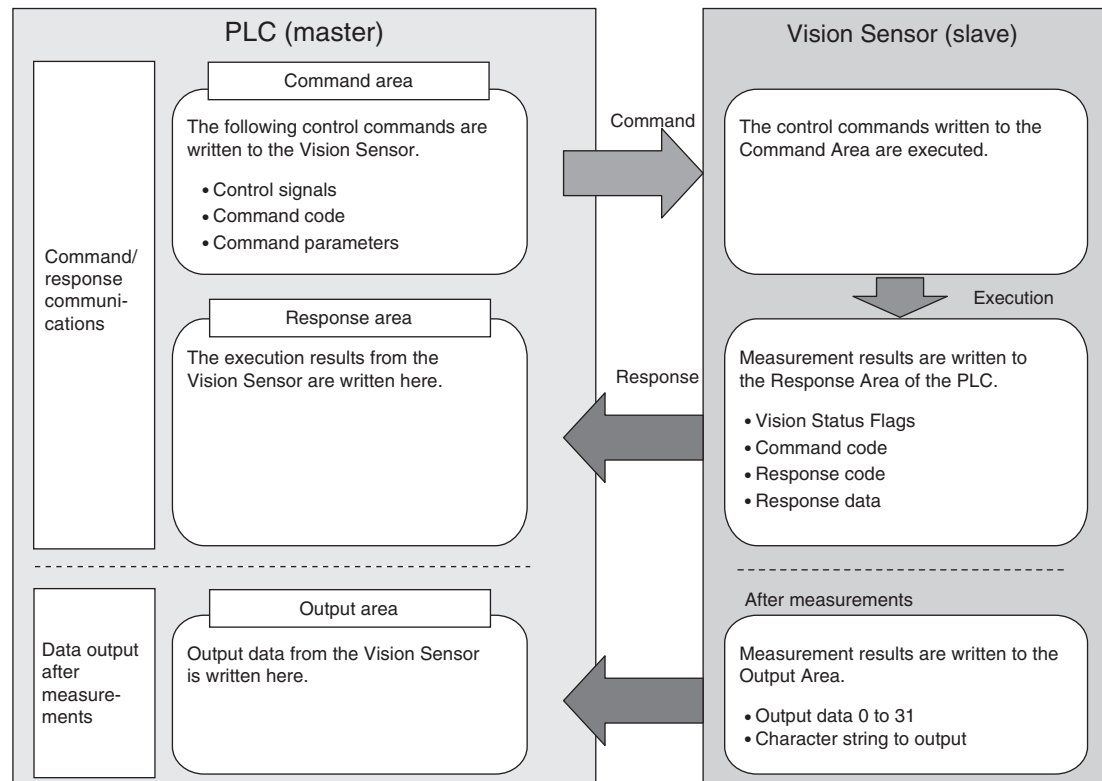 PLC (master)
Command/
response
communi-
cations
Command area
The following control commands are
written to the Vision Sensor.
• Control signals
• Command code
• Command parameters
Command
Vision Sensor (slave)
The control commands written to the
Command Area are executed.
Execution
Response area
The execution results from the
Vision Sensor are written here.
Response
Measurement results are written to
the Response Area of the PLC.
• Vision Status Flags
• Command code
• Response code
• Response data
Data output
after
measure-
ments
Output area
Output data from the Vision Sensor
is written here.
After measurements
Measurement results are written to the
Output Area.
• Output data 0 to 31
• Character string to output